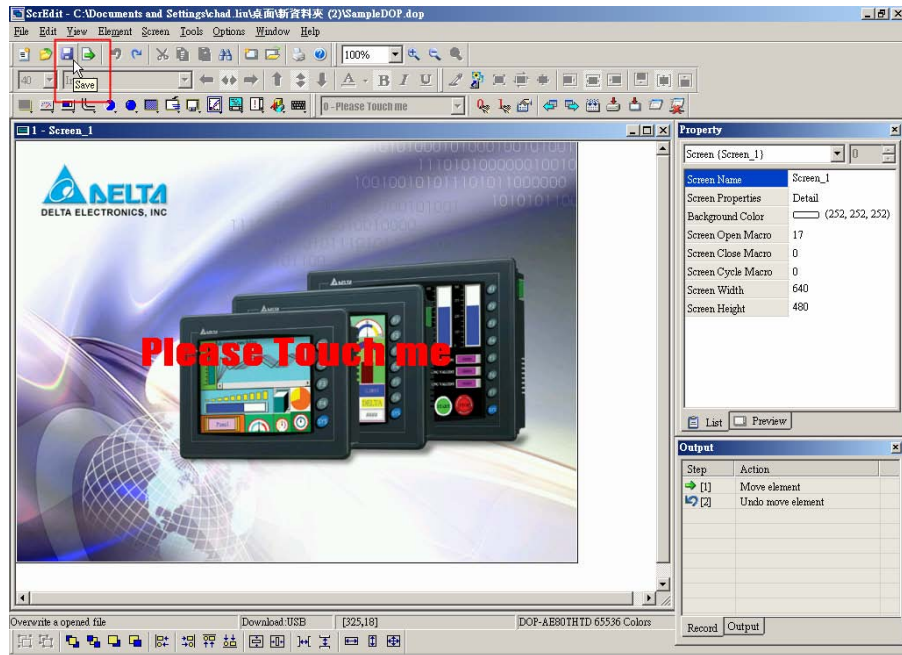 ScrEdit - C:\Documents and Settings\chad.liu\桌面\新資料夾 (2)\SampleDOP.dop
File Edit View Element Screen Tools Options Window Help
100%
40
Save
0 - Please Touch me
1 - Screen_1
DELTA
DELTA ELECTRONICS, INC
Please Touch me
Property
Screen {Screen_1}
0
Screen Name Screen_1
Screen Properties Detail
Background Color (252, 252, 252)
Screen Open Macro 17
Screen Close Macro 0
Screen Cycle Macro 0
Screen Width 640
Screen Height 480
List Preview
Output
Step Action
[1] Move element
[2] Undo move element
Record Output
Overwrite a opened file Download:USB [325,18] DOP-AE80THTD 65536 Colors